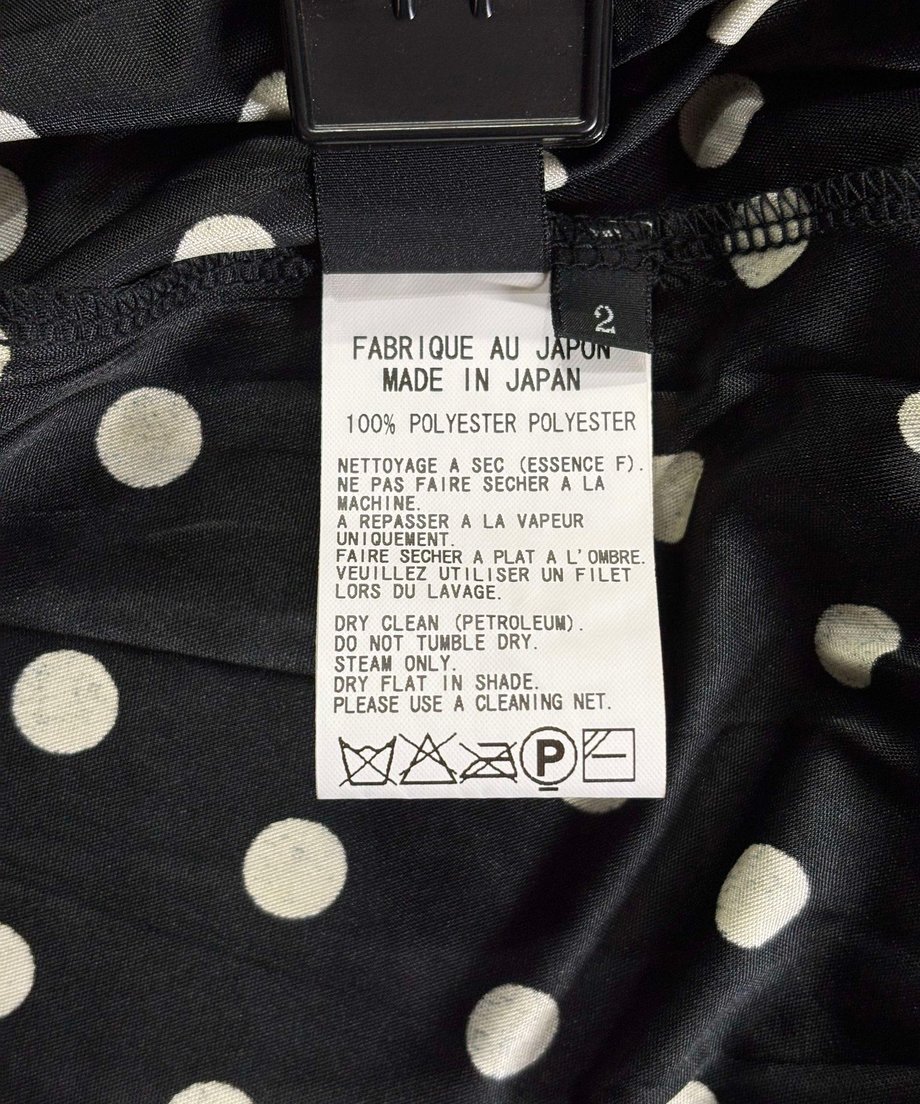 2
FABRIQUE AU JAPON
MADE IN JAPAN
100% POLYESTER POLYESTER
NETTOYAGE A SEC (ESSENCE F).
NE PAS FAIRE SECHER A LA
MACHINE.
A REPASSER A LA VAPEUR
UNIQUEMENT.
FAIRE SECHER A PLAT A L'OMBRE.
VEUILLEZ UTILISER UN FILET
LORS DU LAVAGE.
DRY CLEAN (PETROLEUM).
DO NOT TUMBLE DRY.
STEAM ONLY.
DRY FLAT IN SHADE.
PLEASE USE A CLEANING NET.
P